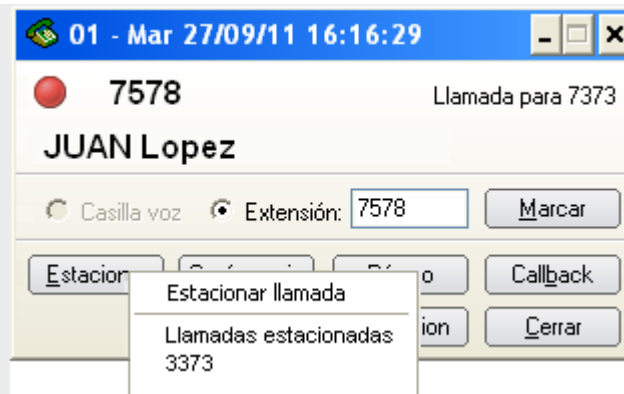 01 - Mar 27/09/11 16:16:29
7578
Llamada para 7373
JUAN Lopez
Casilla voz
Extensión:
7578
Marcar
Callback
Estacionar llamada
Llamadas estacionadas
3373
Cerrar